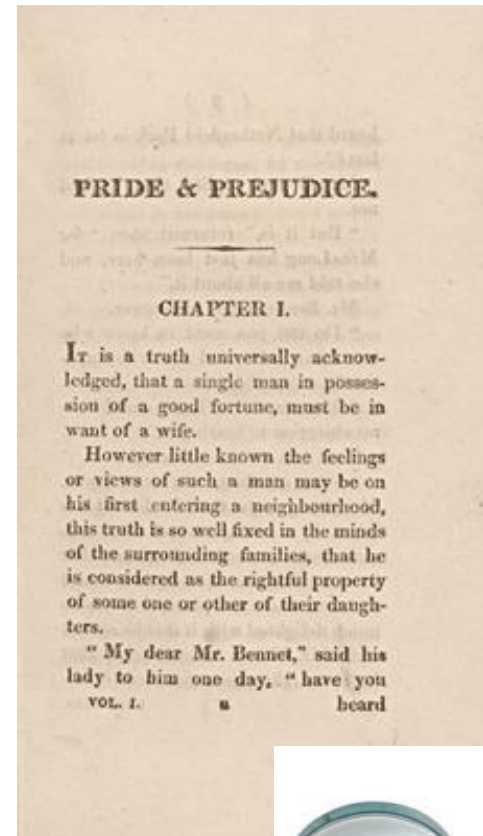 PRIDE & PREJUDICE.
CHAPTER I.
IT is a truth universally acknow-
ledged, that a single man in posses-
sion of a good fortune, must be in
want of a wife.
However little known the feelings
or views of such a man may be on
his first entering a neighbourhood,
this truth is so well fixed in the minds
of the surrounding families, that he
is considered as the rightful property
of some one or other of their daugh-
ters.
“ My dear Mr. Bennet,” said his
lady to him one day, “ have you
VOL. I. heard